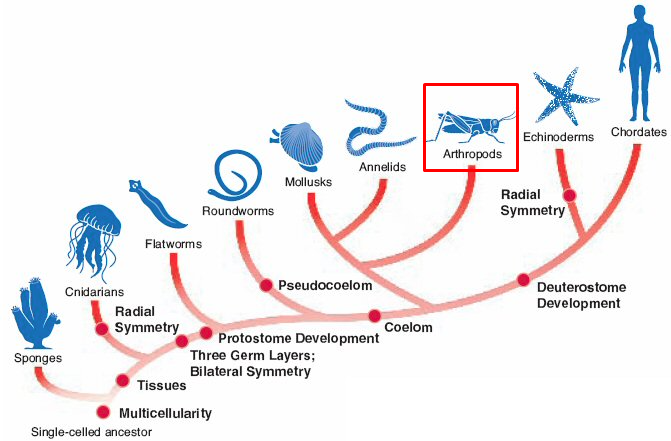 Chordates
Echinoderms
Arthropods
Annelids
Mollusks
Radial
Symmetry
Roundworms
Flatworms
Pseudocoelom
Deuterostome
Development
Cnidarians
Radial
Symmetry
Coelom
Protostome Development
Three Germ Layers;
Bilateral Symmetry
Sponges
Tissues
Multicellularity
Single-celled ancestor